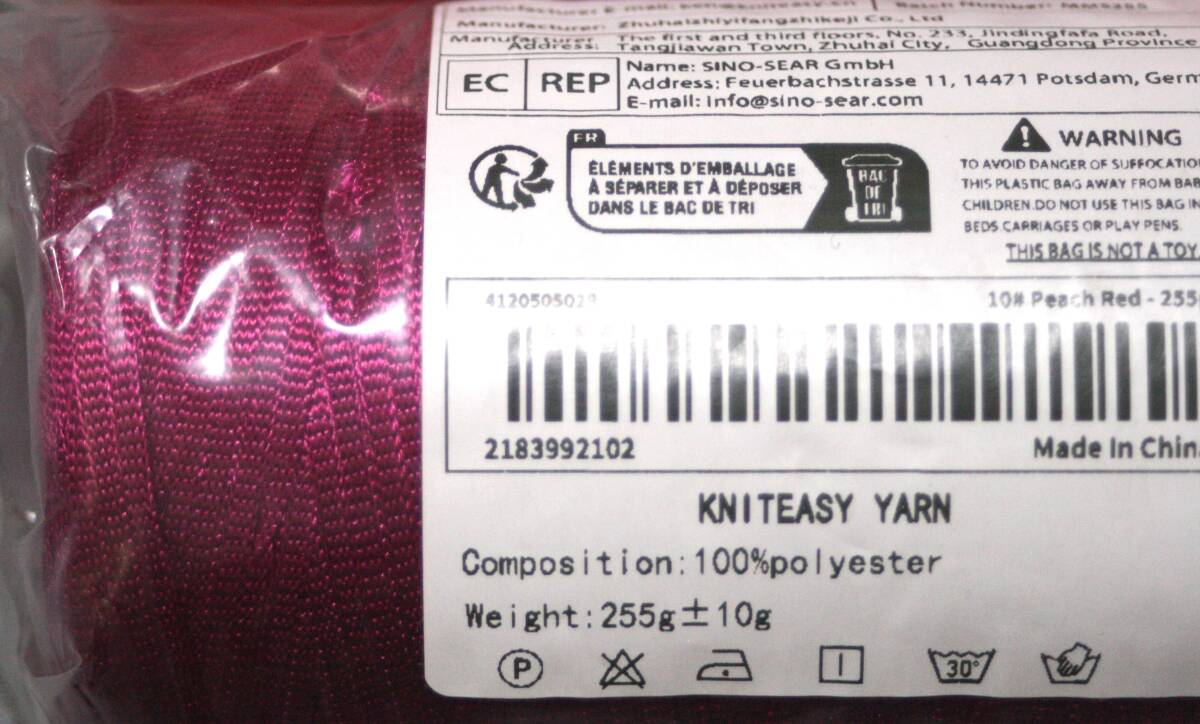 Manufacturer: Zhuhaizhiyifangzhikeji Co., Ltd
Manufacturer Address: The first and third floors, No. 233, Jindingfafa Road,
Tangjiawan Town, Zhuhai City, Guangdong Province
EC REP
Name: SINO-SEAR GmbH
Address: Feuerbachstrasse 11, 14471 Potsdam, Germ
E-mail: info@sino-sear.com
FR
ÉLÉMENTS D'EMBALLAGE
À SÉPARER ET À DÉPOSER
DANS LE BAC DE TRI
BAC
DE
TRI
WARNING
TO AVOID DANGER OF SUFFOCATIO
THIS PLASTIC BAG AWAY FROM BAB
CHILDREN.DO NOT USE THIS BAG IN
BEDS CARRIAGES OR PLAY PENS.
THIS BAG IS NOT A TOY.
4120505029 10# Peach Red - 255
2183992102 Made In Chin
KNITEASY YARN
Composition:100%polyester
Weight:255g±10g
P 30°